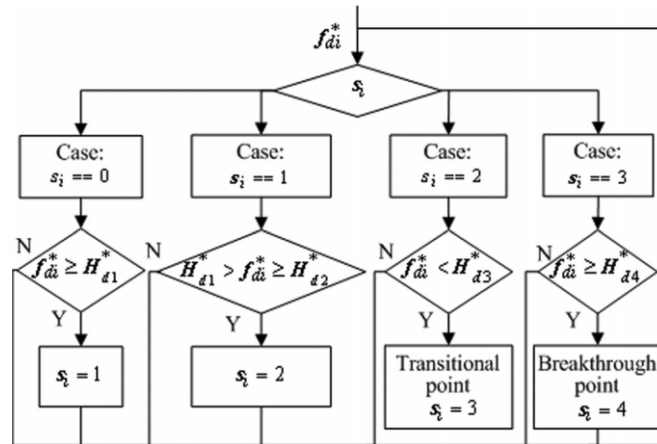 f*di
si
Case:
si == 0
Case:
si == 1
Case:
si == 2
Case:
si == 3
N
f*di ≥ H*d1
N
H*d1 > f*di ≥ H*d2
N
f*di < H*d3
N
f*di ≥ H*d4
Y
Y
Y
Y
si = 1
si = 2
Transitional
point
si = 3
Breakthrough
point
si = 4